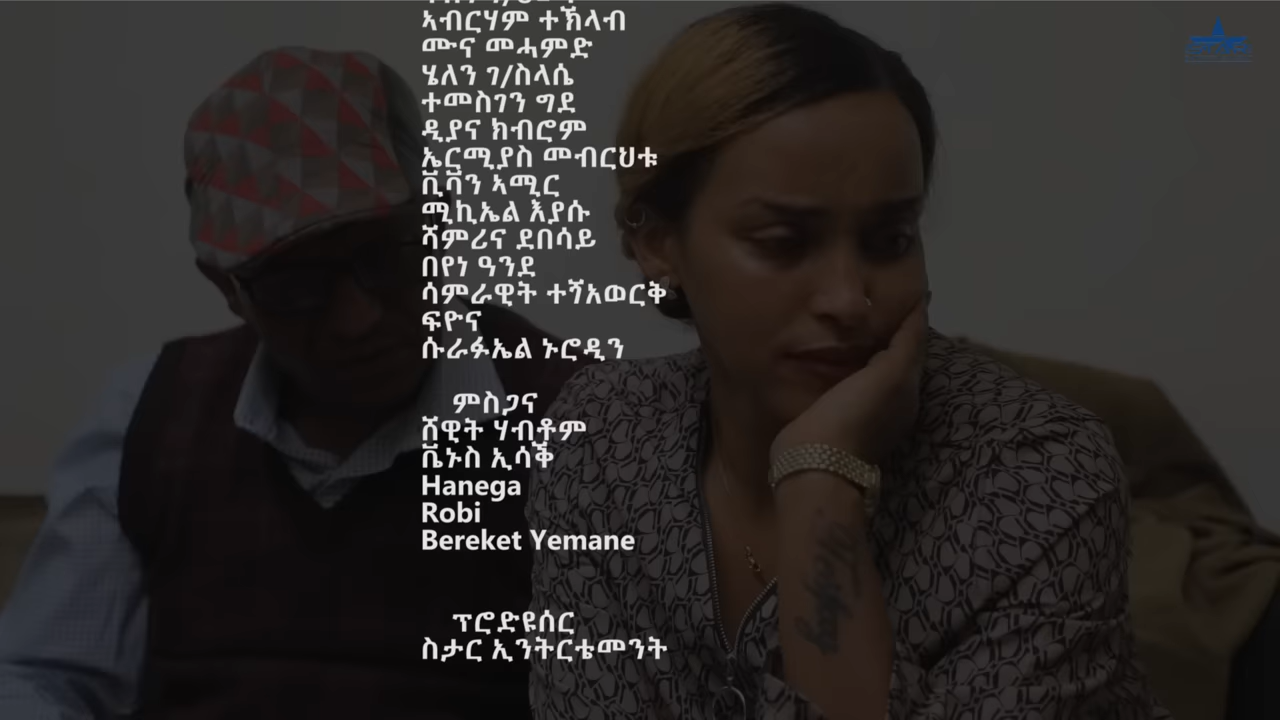 ኣብርሃም ተኽላብ
ሙና መሓምድ
ሄለን ገ/ስላሴ
ተመስገን ግደ
ዲያና ክብሮም
ኤርሚያስ መብርህቱ
ቪቫን ኣሚር
ሚኪኤል እያሱ
ሻምሪና ደበሳይ
በየነ ዓንደ
ሳምራዊት ተኻአወርቅ
ፍዮና
ሱራፉኤል ኑሮዲን
ምስጋና
ሸዊት ሃብቶም
ቬኑስ ኢሳቕ
Hanega
Robi
Bereket Yemane
ፕሮድዩሰር
ስታር ኢንትርቴመንት